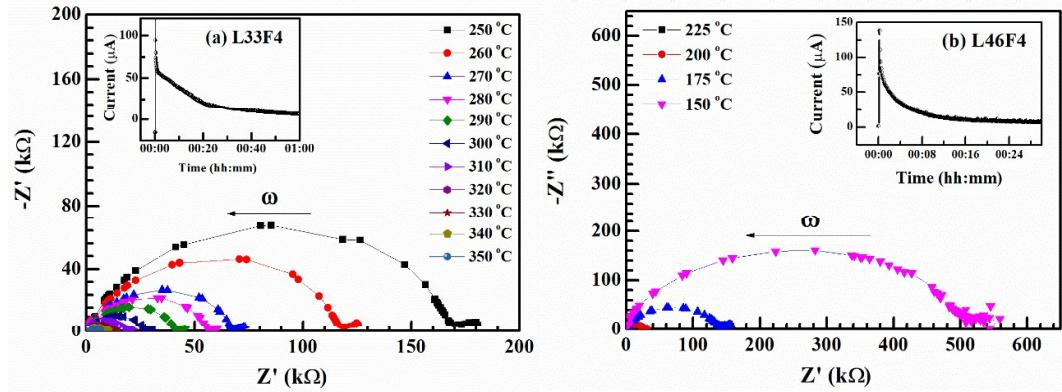 200
160
120
80
40
0
-Z' (kΩ)
0
50
100
150
200
Z' (kΩ)
(a) L33F4
100
50
0
Current (μA)
00:00
00:20
00:40
01:00
Time (hh:mm)
250 °C
260 °C
270 °C
280 °C
290 °C
300 °C
310 °C
320 °C
330 °C
340 °C
350 °C
ω
600
500
400
300
200
100
0
-Z'' (kΩ)
0
100
200
300
400
500
600
Z' (kΩ)
225 °C
200 °C
175 °C
150 °C
(b) L46F4
150
100
50
0
Current (μA)
00:00
00:08
00:16
00:24
Time (hh:mm)
ω